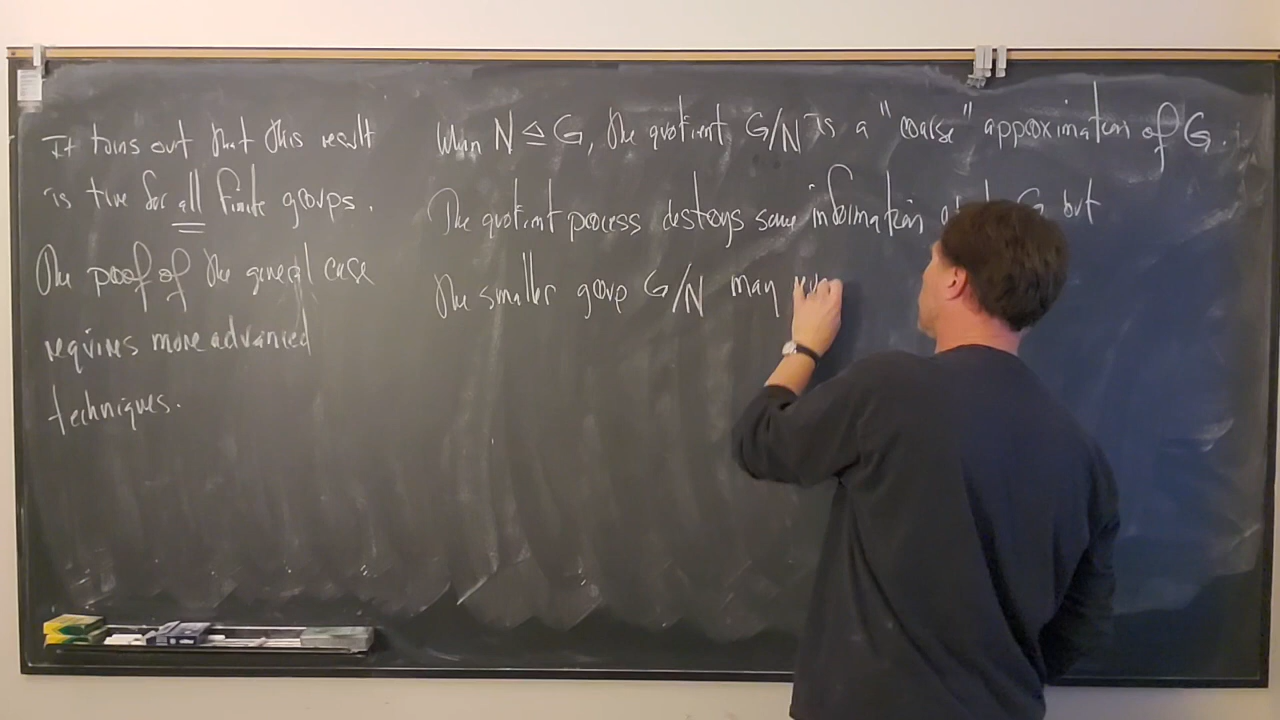 It turns out that this result
is true for all finite groups.
The proof of the general case
requires more advanced
techniques.
When N ⊴ G, the quotient G/N is a "coarse" approximation of G.
The quotient process destroys some information G but
the smaller group G/N may